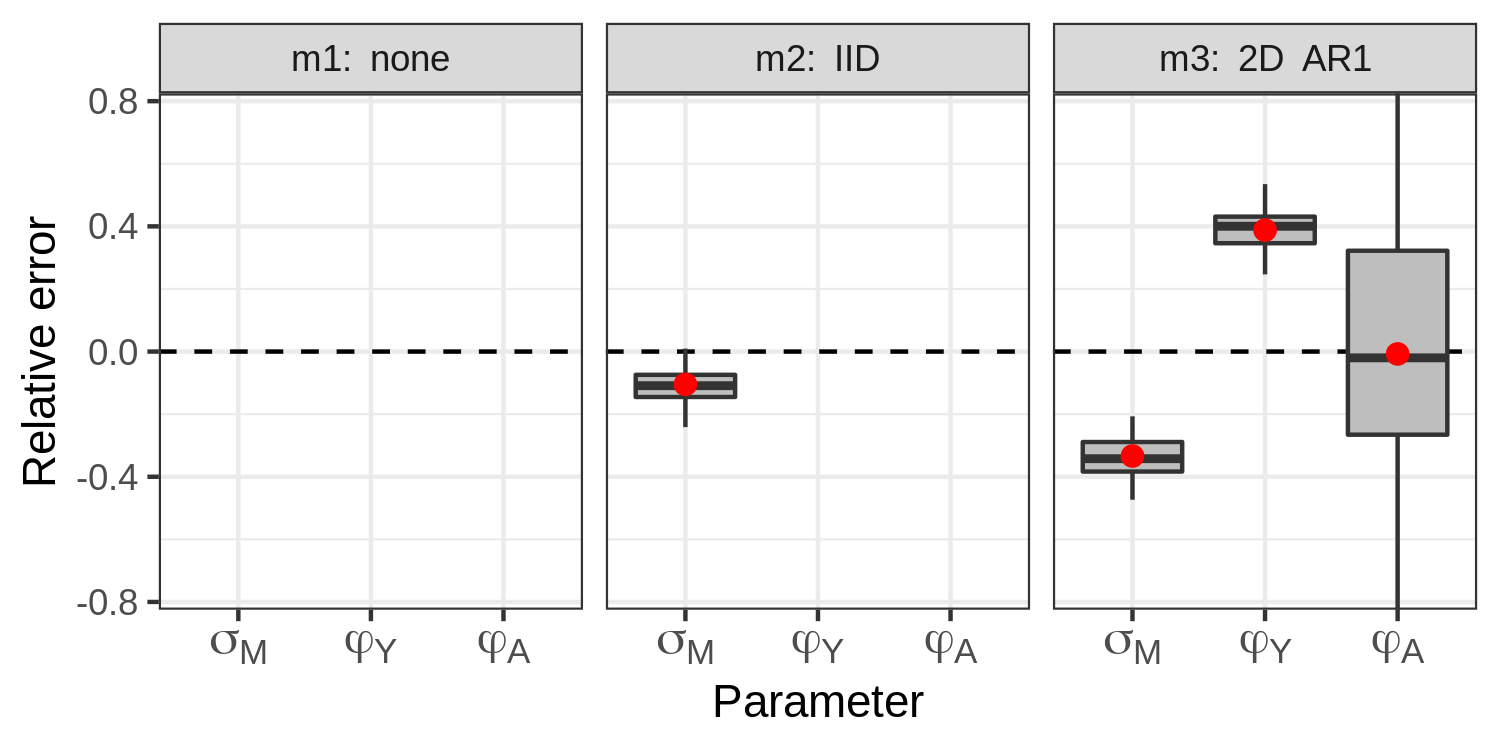 m1: none
m2: IID
m3: 2D AR1
Relative error
0.8
0.4
0.0
-0.4
-0.8
σM φY φA
σM φY φA
σM φY φA
Parameter